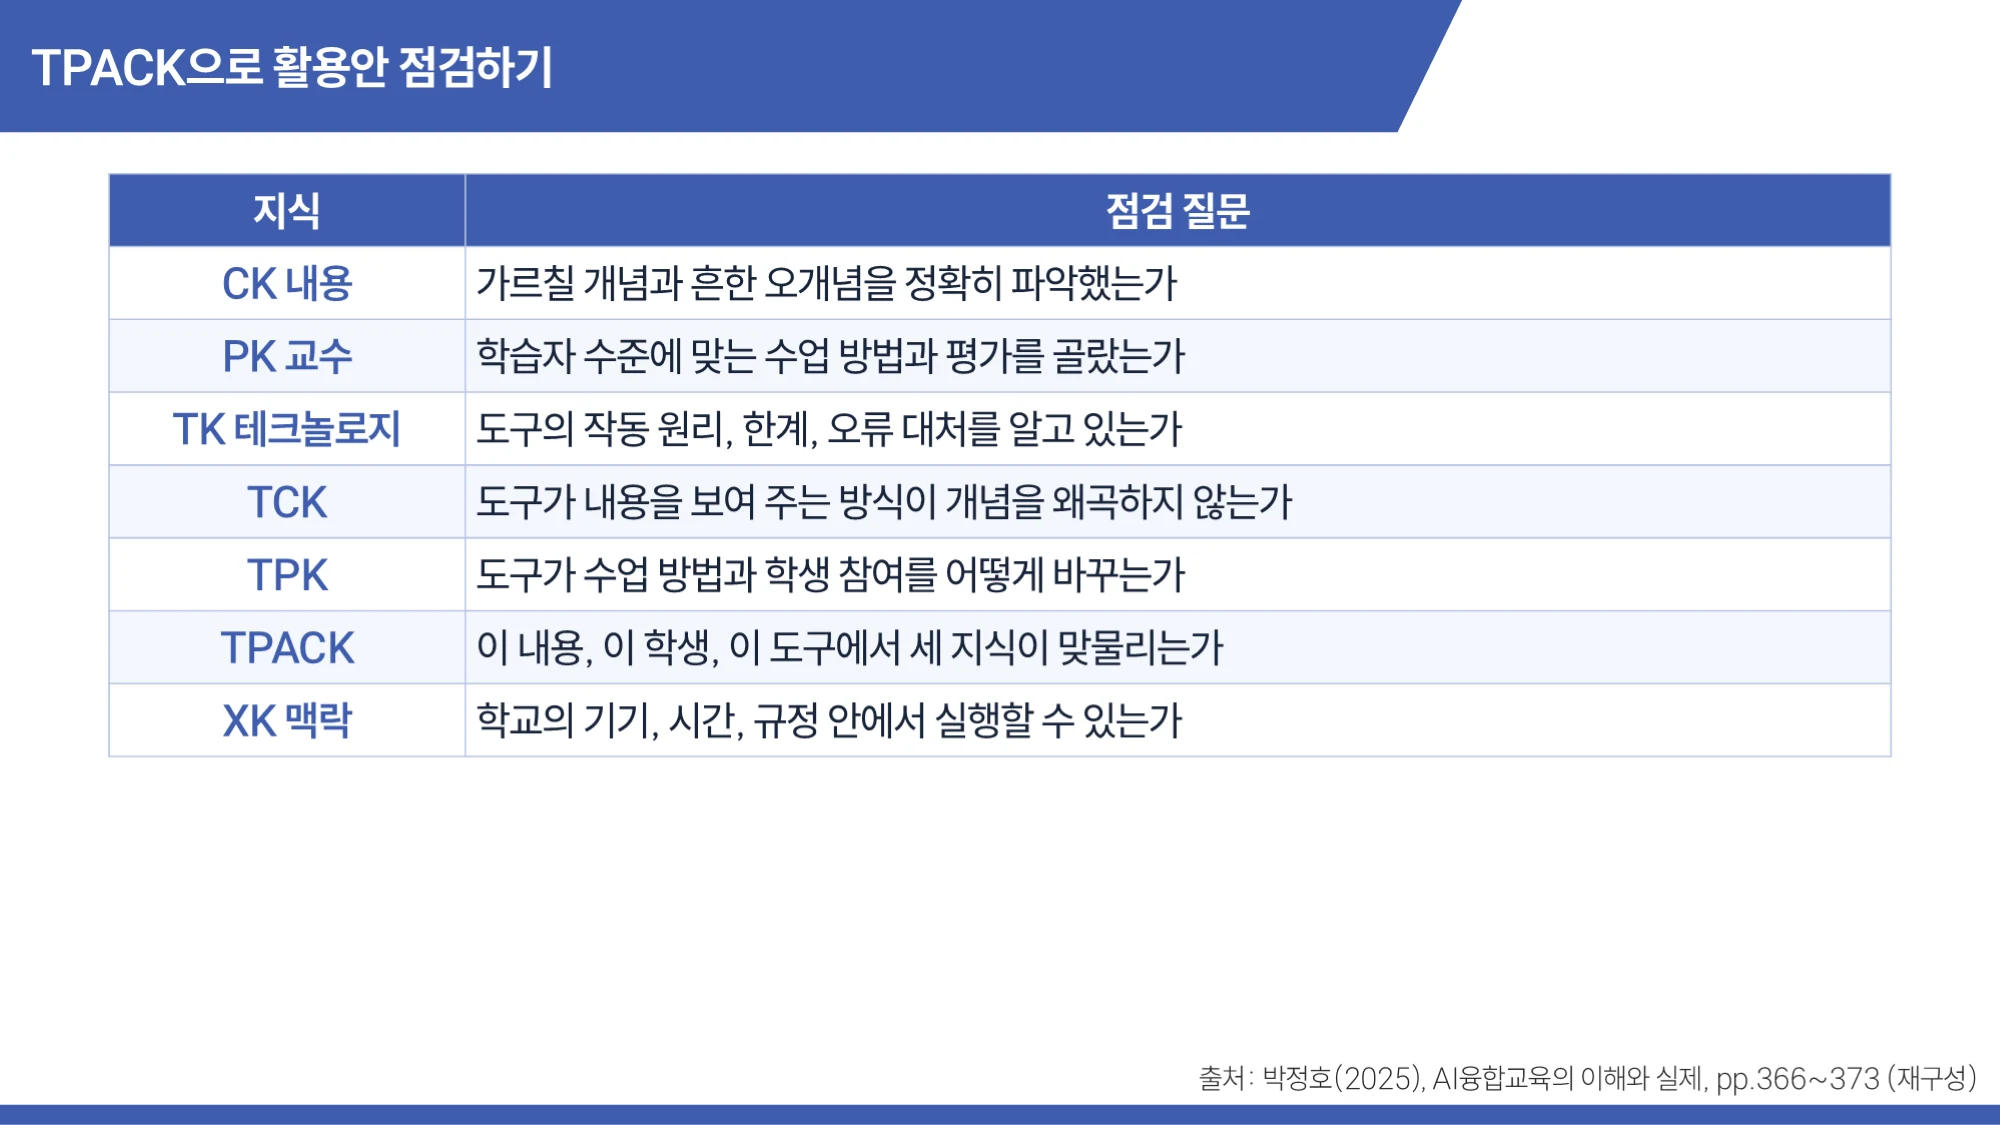 TPACK으로 활용안 점검하기
지식 점검 질문
CK 내용 가르칠 개념과 흔한 오개념을 정확히 파악했는가
PK 교수 학습자 수준에 맞는 수업 방법과 평가를 골랐는가
TK 테크놀로지 도구의 작동 원리, 한계, 오류 대처를 알고 있는가
TCK 도구가 내용을 보여 주는 방식이 개념을 왜곡하지 않는가
TPK 도구가 수업 방법과 학생 참여를 어떻게 바꾸는가
TPACK 이 내용, 이 학생, 이 도구에서 세 지식이 맞물리는가
XK 맥락 학교의 기기, 시간, 규정 안에서 실행할 수 있는가
출처: 박정호(2025), AI융합교육의 이해와 실제, pp.366~373 (재구성)